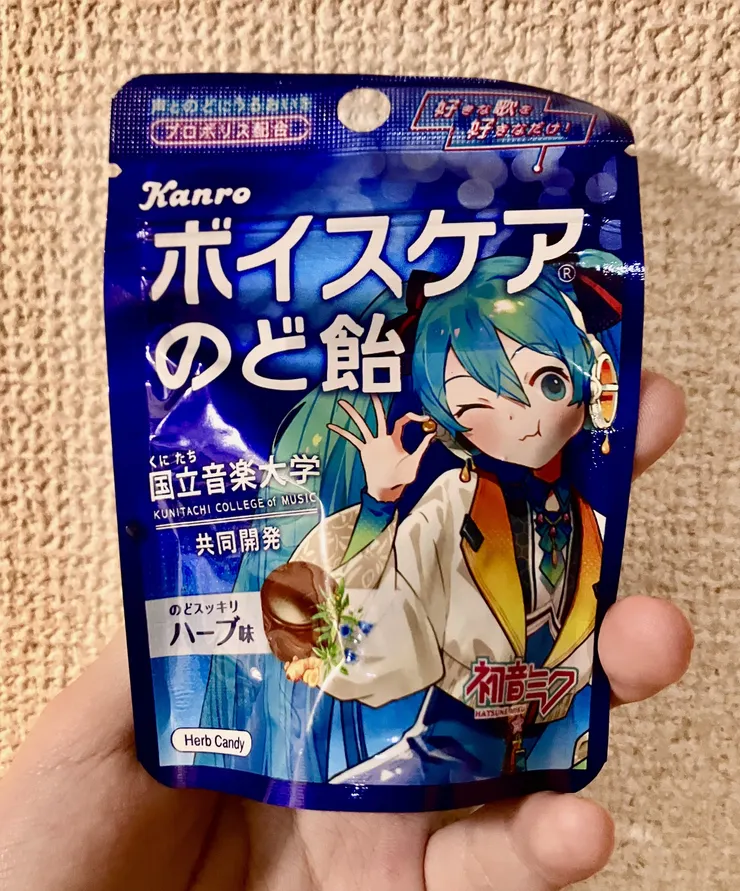 声とのどにうるおいを
プロポリス配合
好きな歌を
好きなだけ!
Kanro
ボイスケア®
のど飴
くにたち
国立音楽大学
KUNITACHI COLLEGE of MUSIC
共同開発
のどスッキリ
ハーブ味
初音ミク
HATSUNE MIKU
Herb Candy